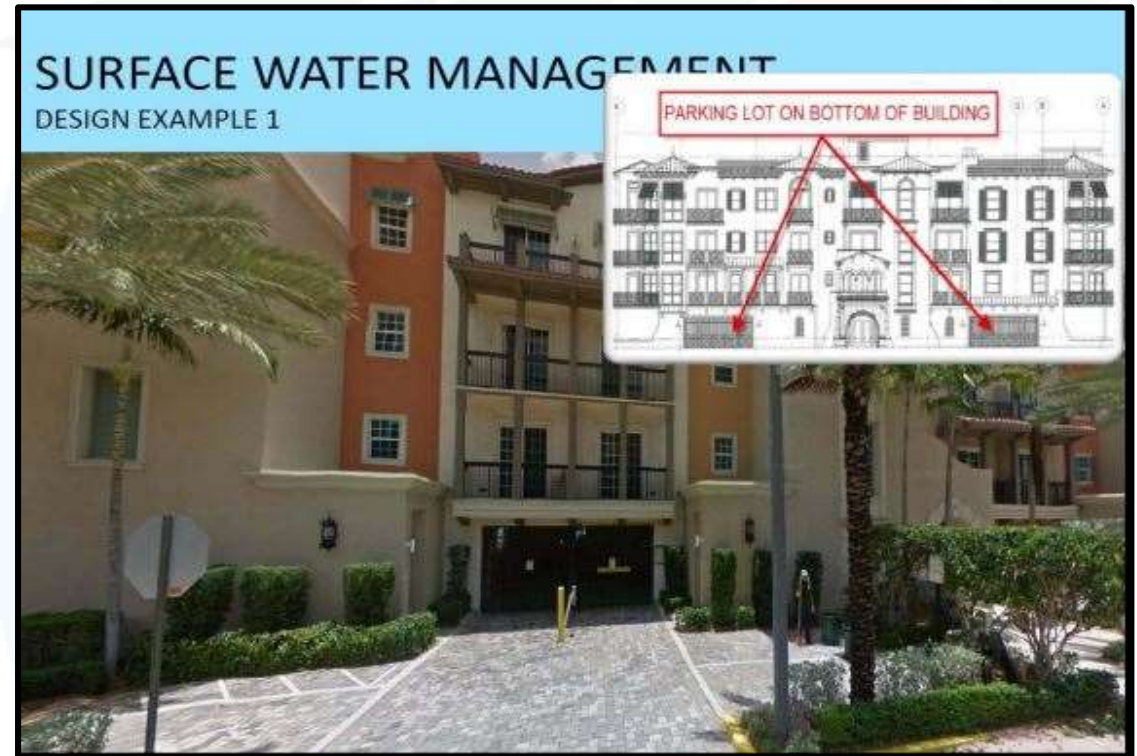 SURFACE WATER MANAGEMENT
DESIGN EXAMPLE 1
PARKING LOT ON BOTTOM OF BUILDING